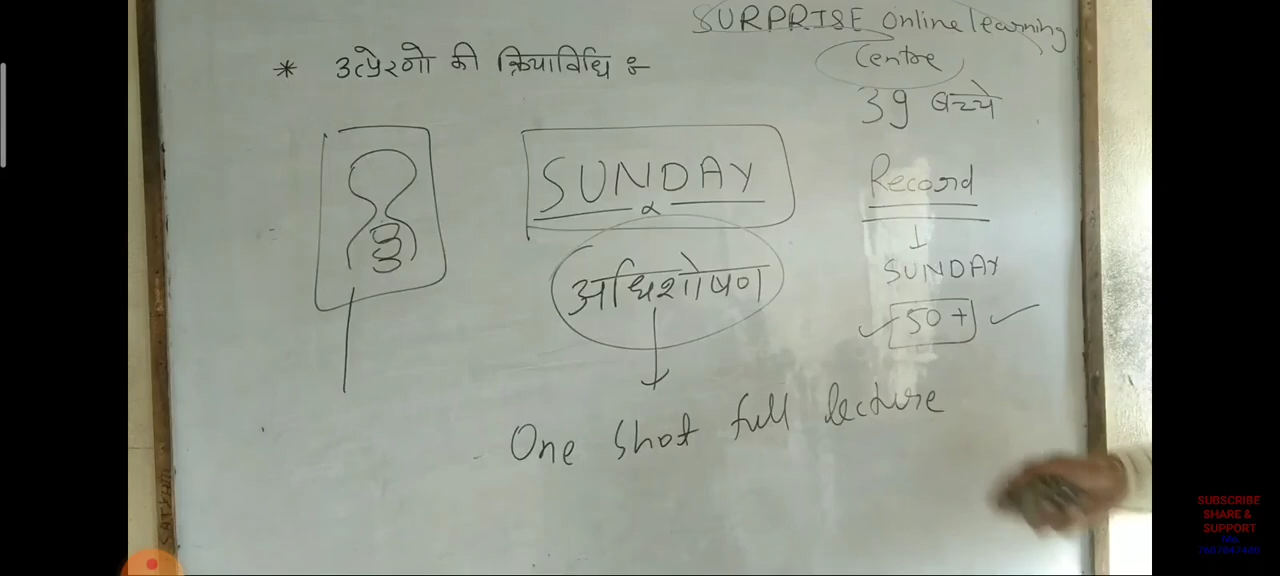 SURPRISE Online learning
Centre
* उत्प्रेरको की क्रियाविधि :-
39 बच्चे
SUNDAY
Record
अधिशोषण
SUNDAY
50+
One shot full lecture
SUBSCRIBE
SHARE &
SUPPORT